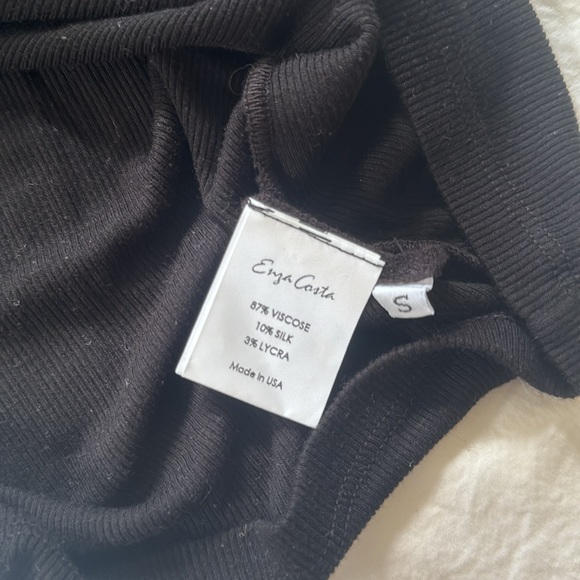 Enza Costa
87% VISCOSE
10% SILK
3% LYCRA
Made in USA
S